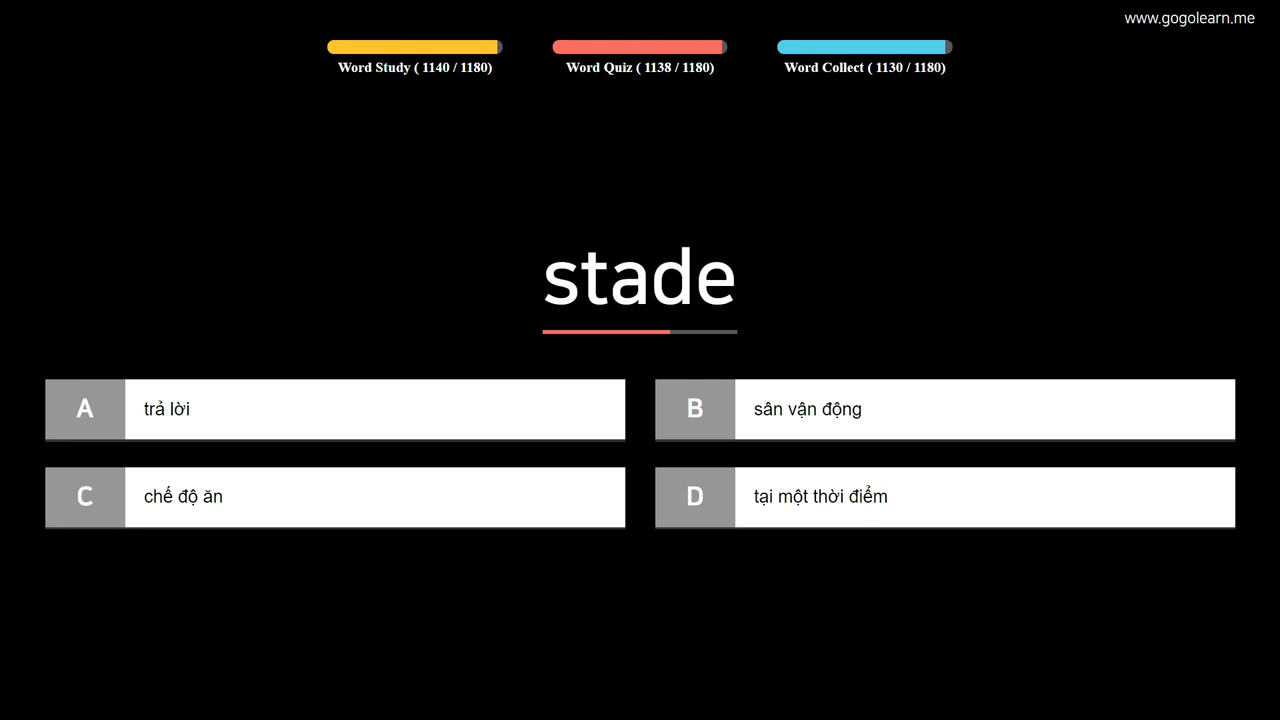 www.gogolearn.me
Word Study ( 1140 / 1180)
Word Quiz ( 1138 / 1180)
Word Collect ( 1130 / 1180)
stade
A trả lời
B sân vận động
C chế độ ăn
D tại một thời điểm